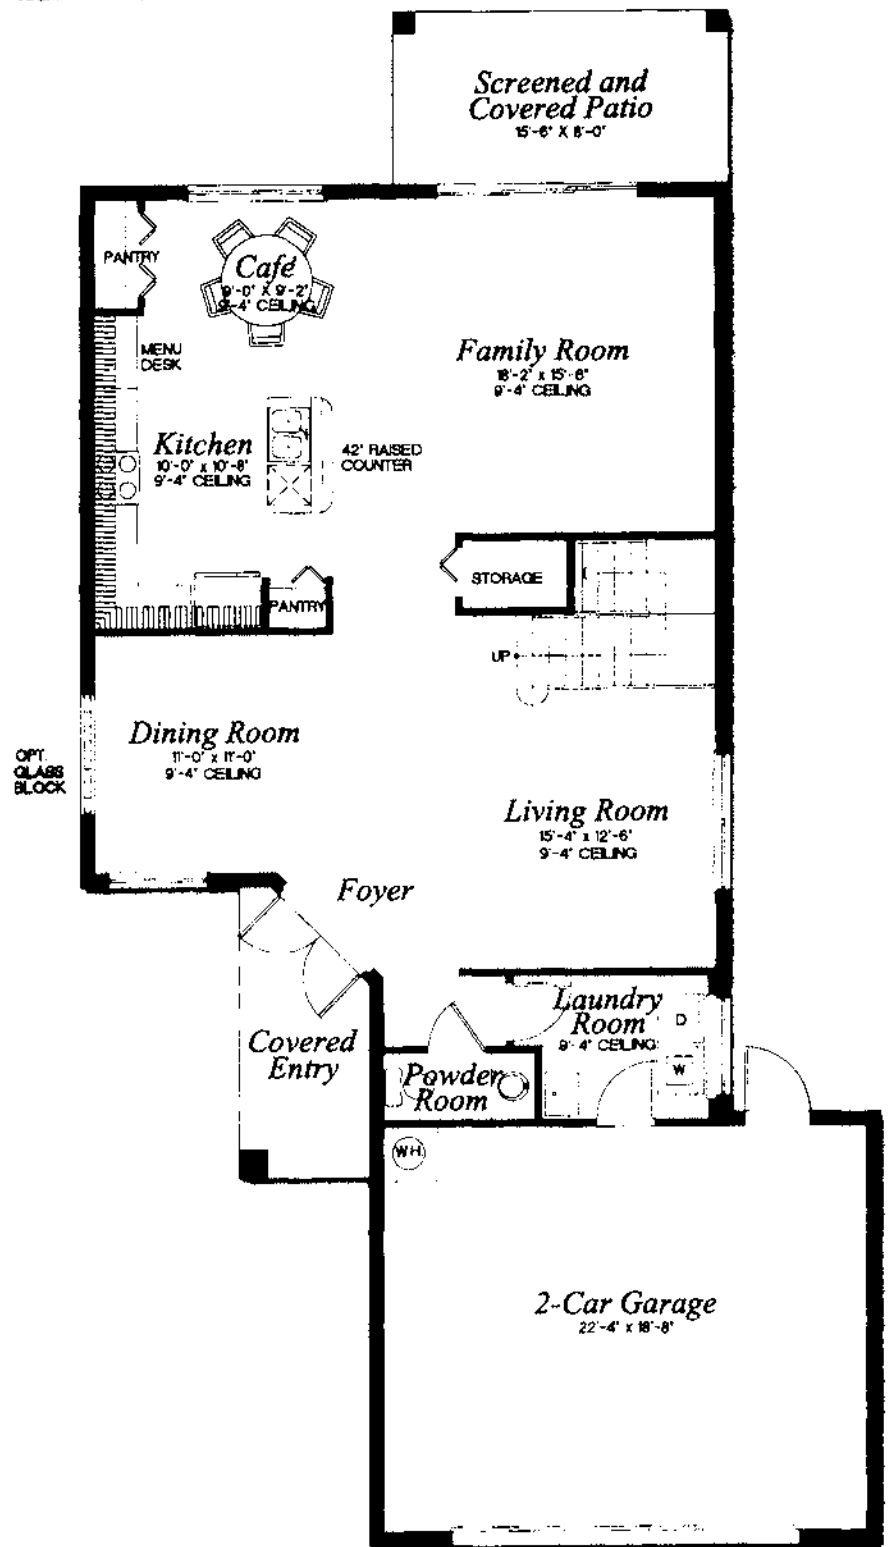 Screened and
Covered Patio
15'-6" X 8'-0"
PANTRY
Café
9'-0" X 9'-2"
9'-4" CEILING
MENU
DESK
Family Room
16'-2" x 15'-6"
9'-4" CEILING
Kitchen
10'-0" x 10'-8"
9'-4" CEILING
42" RAISED
COUNTER
STORAGE
PANTRY
UP
Dining Room
11'-0" x 11'-0"
9'-4" CEILING
OPT.
GLASS
BLOCK
Living Room
15'-4" x 12'-6"
9'-4" CEILING
Foyer
Laundry
Room
9'-4" CEILING
D
W
Covered
Entry
Powder
Room
WH
2-Car Garage
22'-4" x 18'-8"